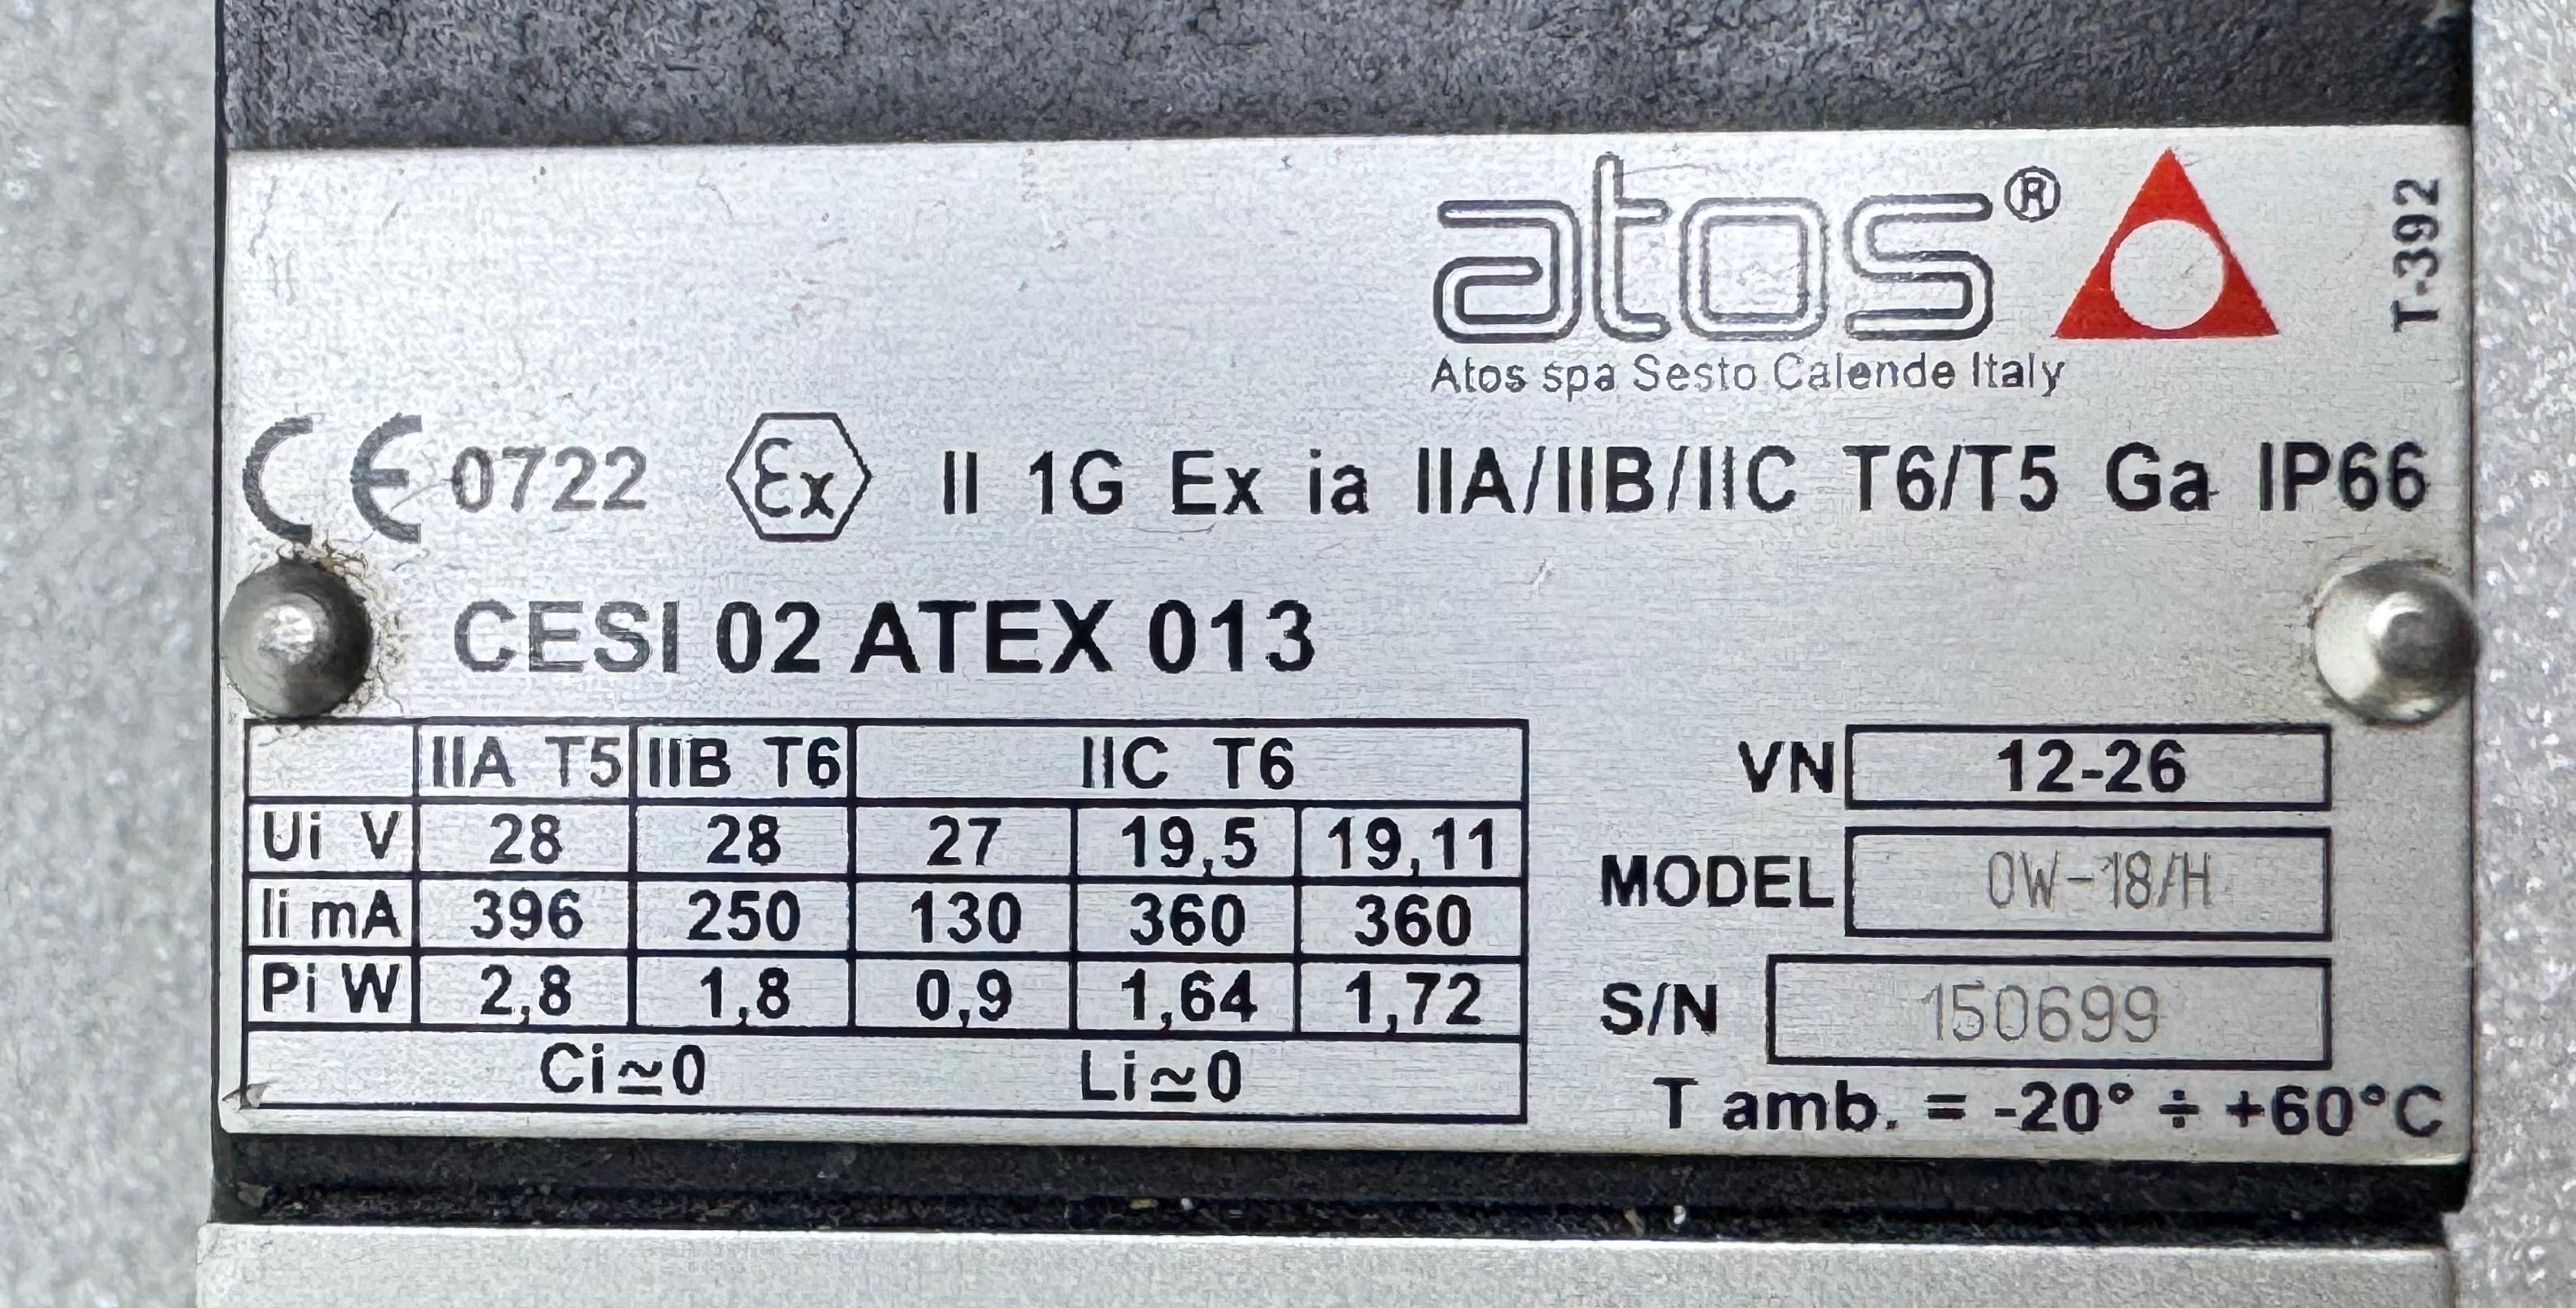 atos®
T-392
Atos spa Sesto Calende Italy
CE 0722 Ex II 1G Ex ia IIA/IIB/IIC T6/T5 Ga IP66
CESI 02 ATEX 013
IIA T5 IIB T6 IIC T6
Ui V 28 28 27 19,5 19,11
Ii mA 396 250 130 360 360
Pi W 2,8 1,8 0,9 1,64 1,72
Ci≃0 Li≃0
VN 12-26
MODEL OW-18/H
S/N 150699
T amb. = -20° ÷ +60°C